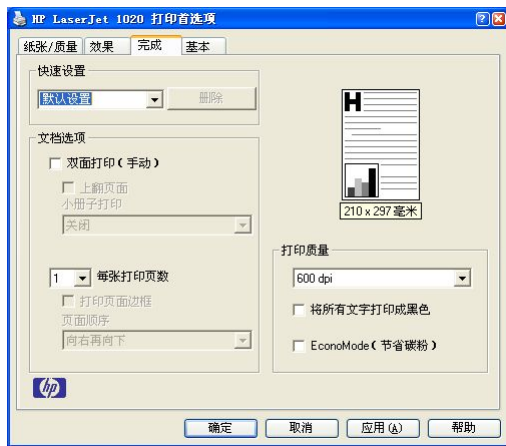 HP LaserJet 1020 打印首选项
纸张/质量 效果 完成 基本
快速设置
默认设置 删除
文档选项
双面打印(手动)
上翻页面
小册子打印
关闭
1 每张打印页数
打印页面边框
页面顺序
向右再向下
H
210 x 297 毫米
打印质量
600 dpi
将所有文字打印成黑色
EconoMode(节省碳粉)
hp
确定 取消 应用(A) 帮助